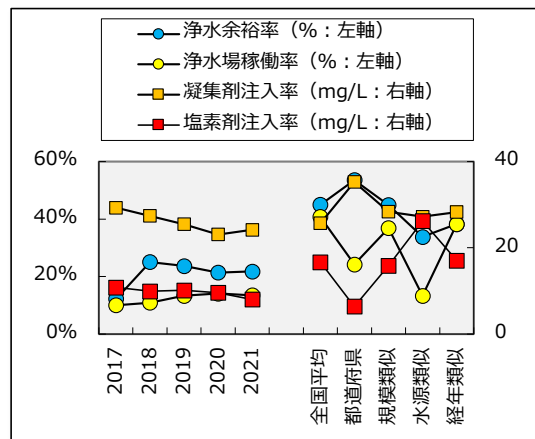 浄水余裕率（%：左軸）
浄水場稼働率（%：左軸）
凝集剤注入率（mg/L：右軸）
塩素剤注入率（mg/L：右軸）
60%
40%
20%
0%
40
20
0
2017
2018
2019
2020
2021
全国平均
都道府県
規模類似
水源類似
経年類似